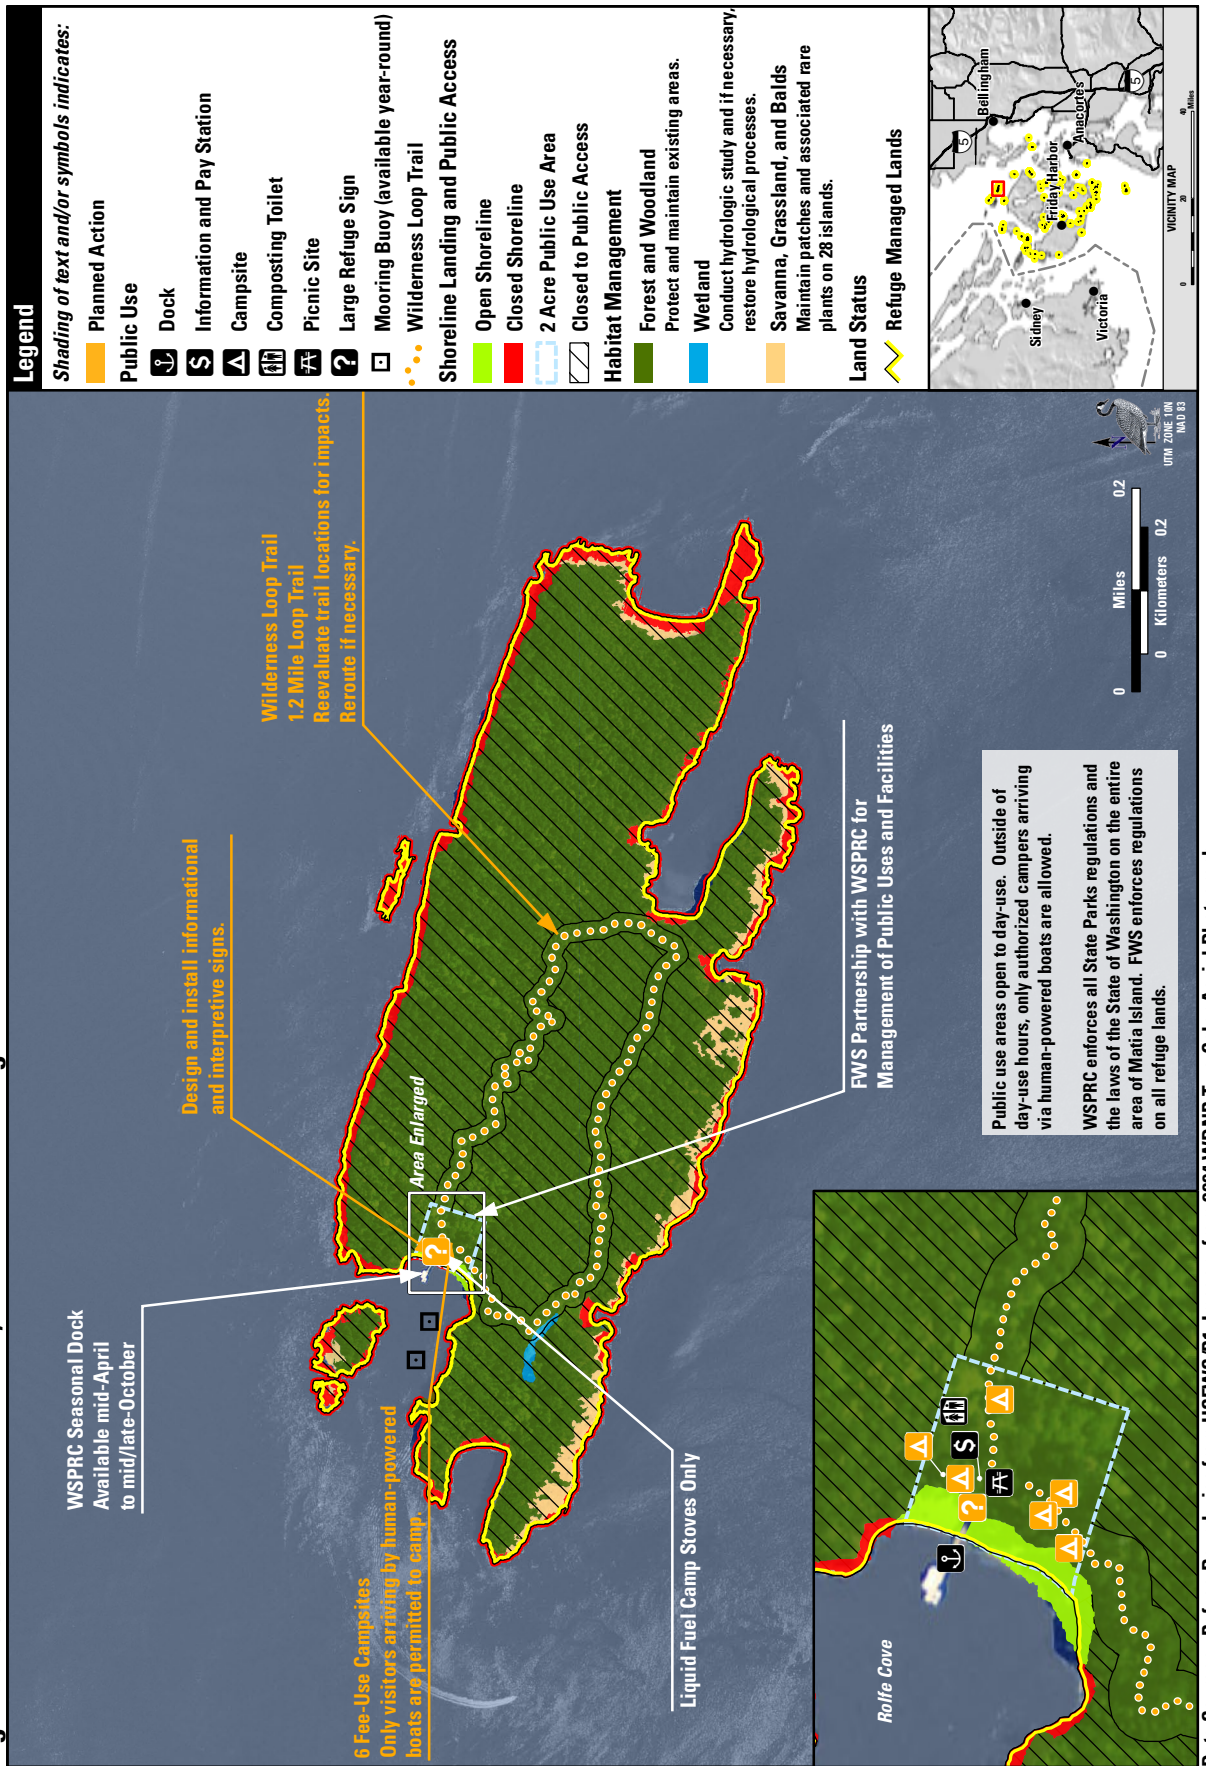 Legend
Shading of text and/or symbols indicates:
Planned Action
Public Use
Dock
$ Information and Pay Station
Campsite
Composting Toilet
Picnic Site
? Large Refuge Sign
Mooring Buoy (available year-round)
Wilderness Loop Trail
Shoreline Landing and Public Access
Open Shoreline
Closed Shoreline
2 Acre Public Use Area
Closed to Public Access
Habitat Management
Forest and Woodland
Protect and maintain existing areas.
Wetland
Conduct hydrologic study and if necessary,
restore hydrological processes.
Savanna, Grassland, and Balds
Maintain patches and associated rare
plants on 28 islands.
Land Status
Refuge Managed Lands
Bellingham
5
Anacortes
5
Friday Harbor
Sidney
Victoria
VICINITY MAP
0 20 40
Miles
WSPRC Seasonal Dock
Available mid-April
to mid/late-October
Design and install informational
and interpretive signs.
Wilderness Loop Trail
1.2 Mile Loop Trail
Reevaluate trail locations for impacts.
Reroute if necessary.
Area Enlarged
?
6 Fee-Use Campsites
Only visitors arriving by human-powered
boats are permitted to camp.
Liquid Fuel Camp Stoves Only
FWS Partnership with WSPRC for
Management of Public Uses and Facilities
Public use areas open to day-use. Outside of
day-use hours, only authorized campers arriving
via human-powered boats are allowed.
WSPRC enforces all State Parks regulations and
the laws of the State of Washington on the entire
area of Matia Island. FWS enforces regulations
on all refuge lands.
Miles
0 0.2
Kilometers
0 0.2
UTM ZONE 10N
NAD 83
Rolfe Cove
$
?